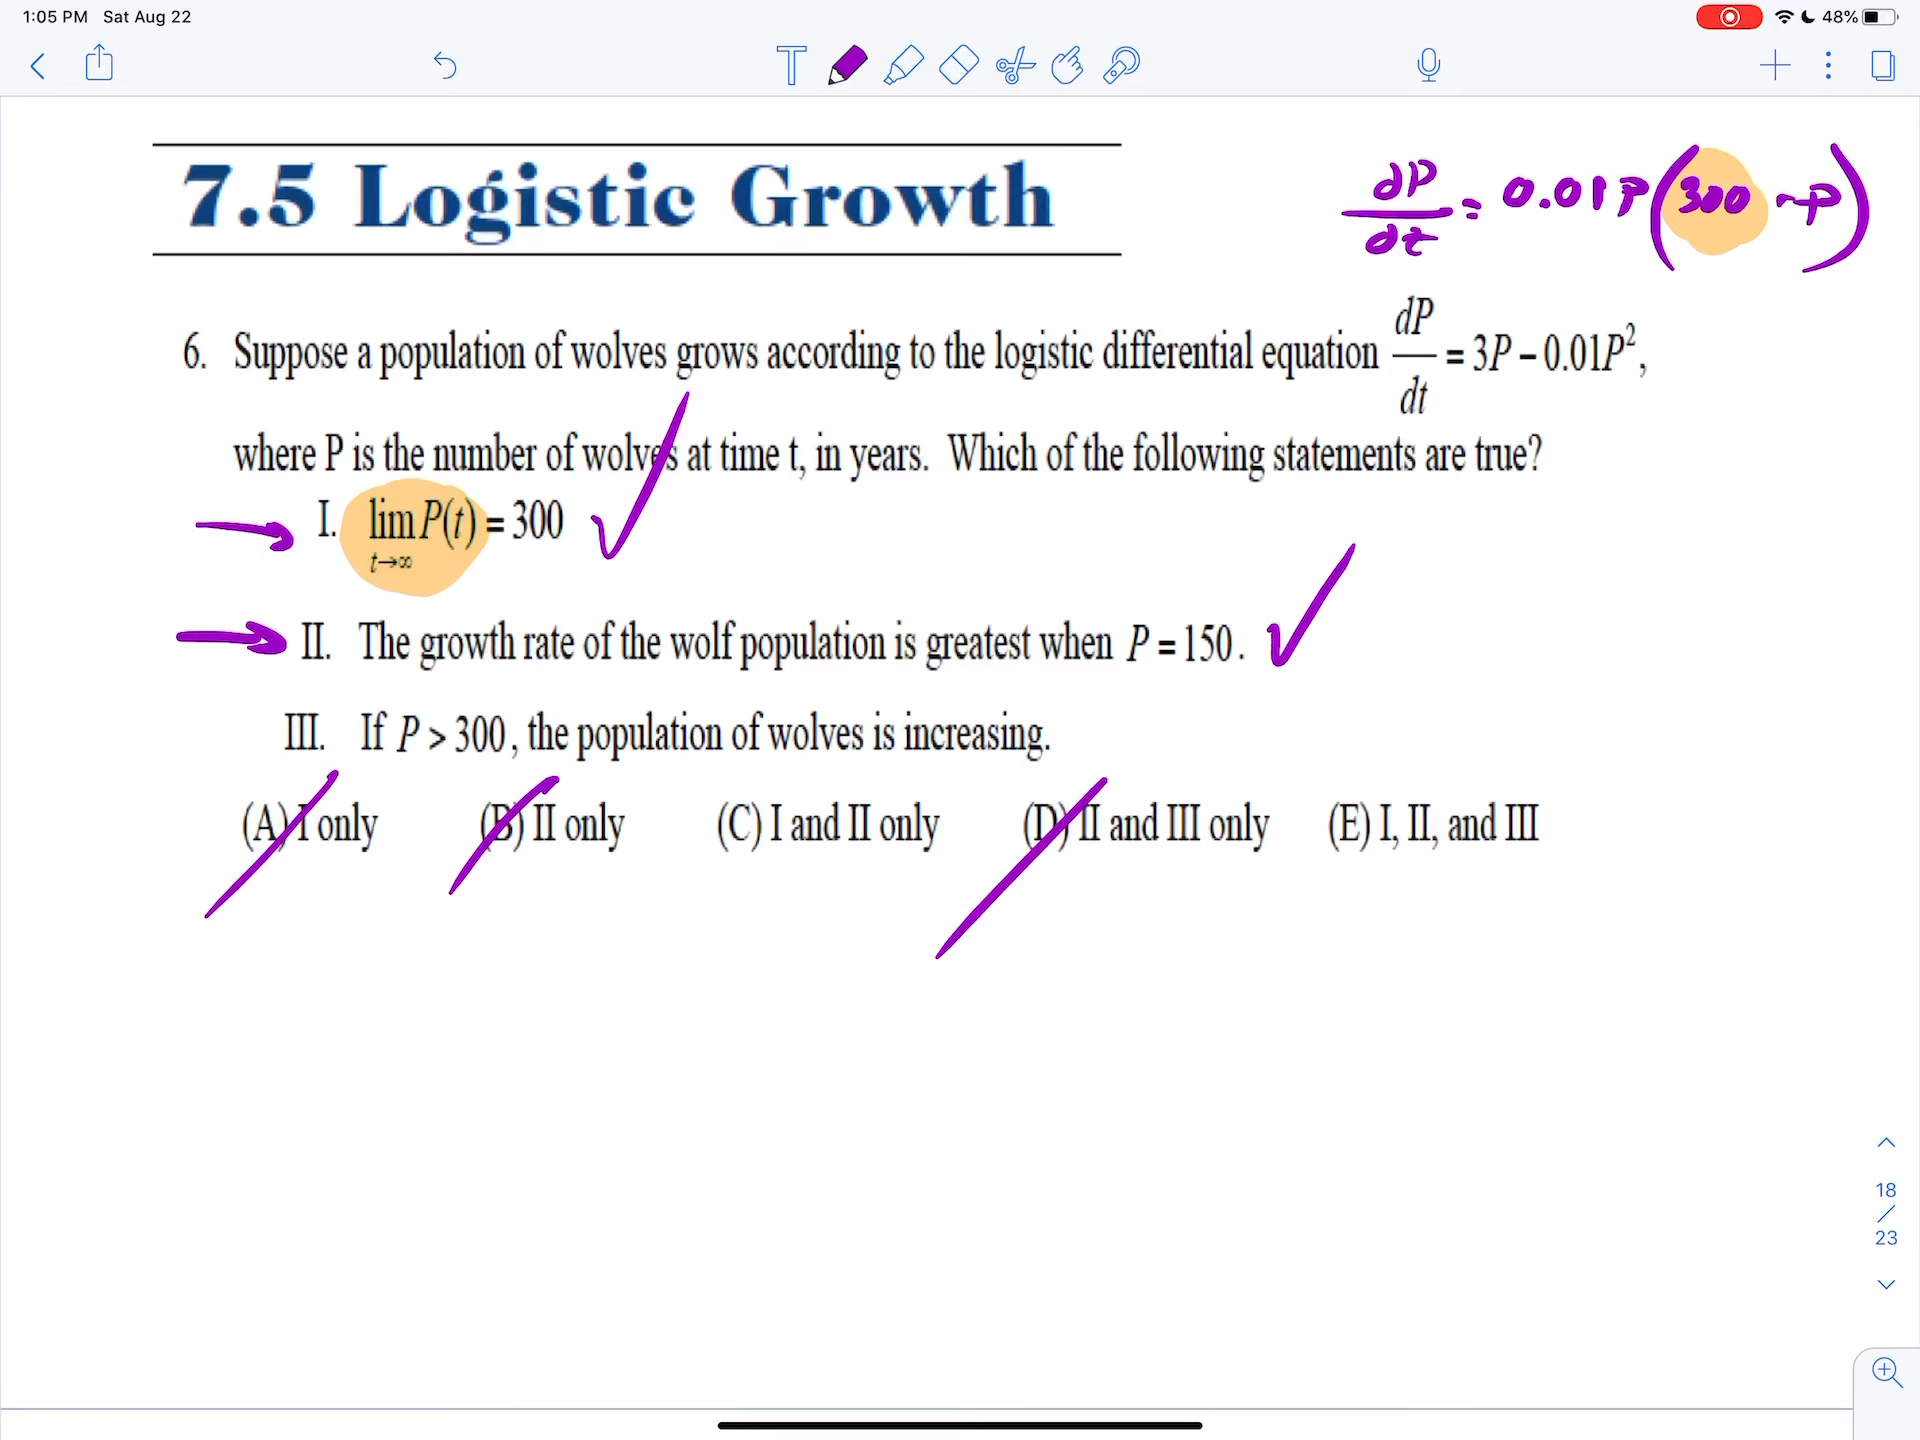 1:05 PM Sat Aug 22
48%
7.5 Logistic Growth
dP/dt = 0.01P(300 - P)
6. Suppose a population of wolves grows according to the logistic differential equation dP/dt = 3P – 0.01P²,
where P is the number of wolves at time t, in years. Which of the following statements are true?
I. lim P(t) = 300
t→∞
II. The growth rate of the wolf population is greatest when P = 150.
III. If P > 300, the population of wolves is increasing.
(A) I only (B) II only (C) I and II only (D) II and III only (E) I, II, and III
18
/
23